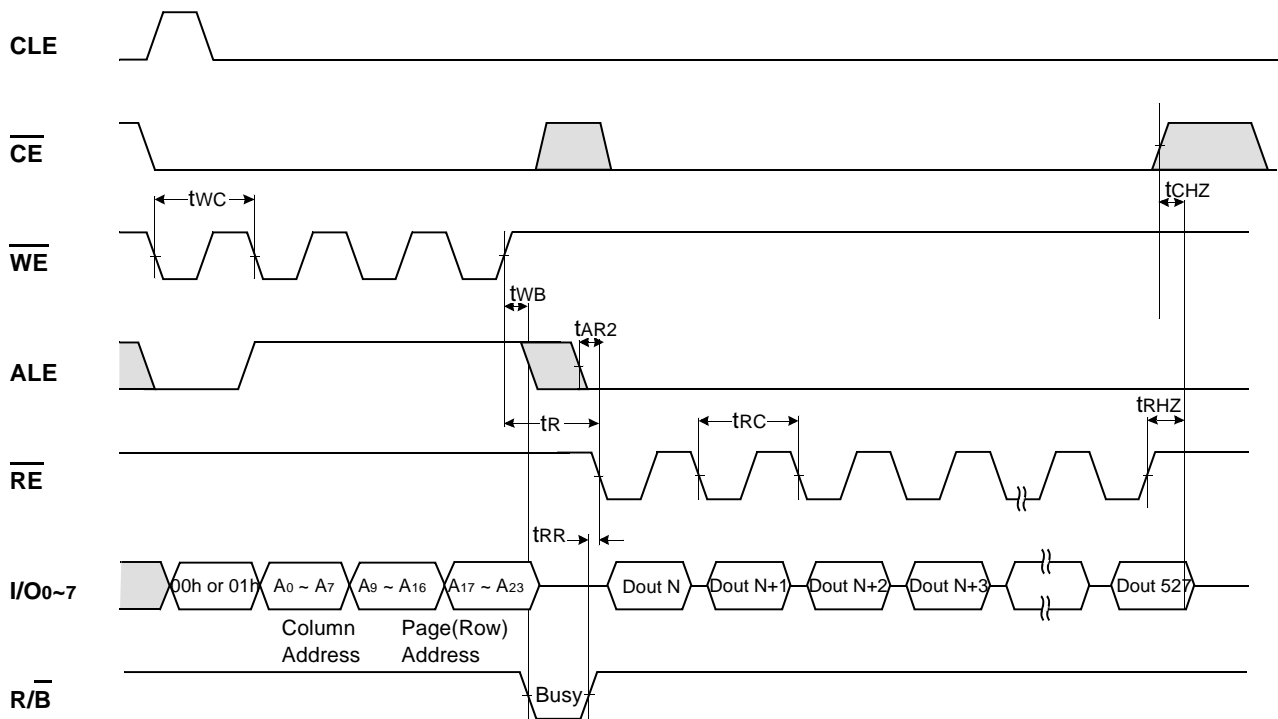 CLE
CE
tCHZ
tWC
WE
tWB
tAR2
ALE
tR
tRC
tRHZ
RE
tRR
I/O0~7
00h or 01h
A0 ~ A7
A9 ~ A16
A17 ~ A23
Dout N
Dout N+1
Dout N+2
Dout N+3
Dout 527
Column
Address
Page(Row)
Address
R/B
Busy